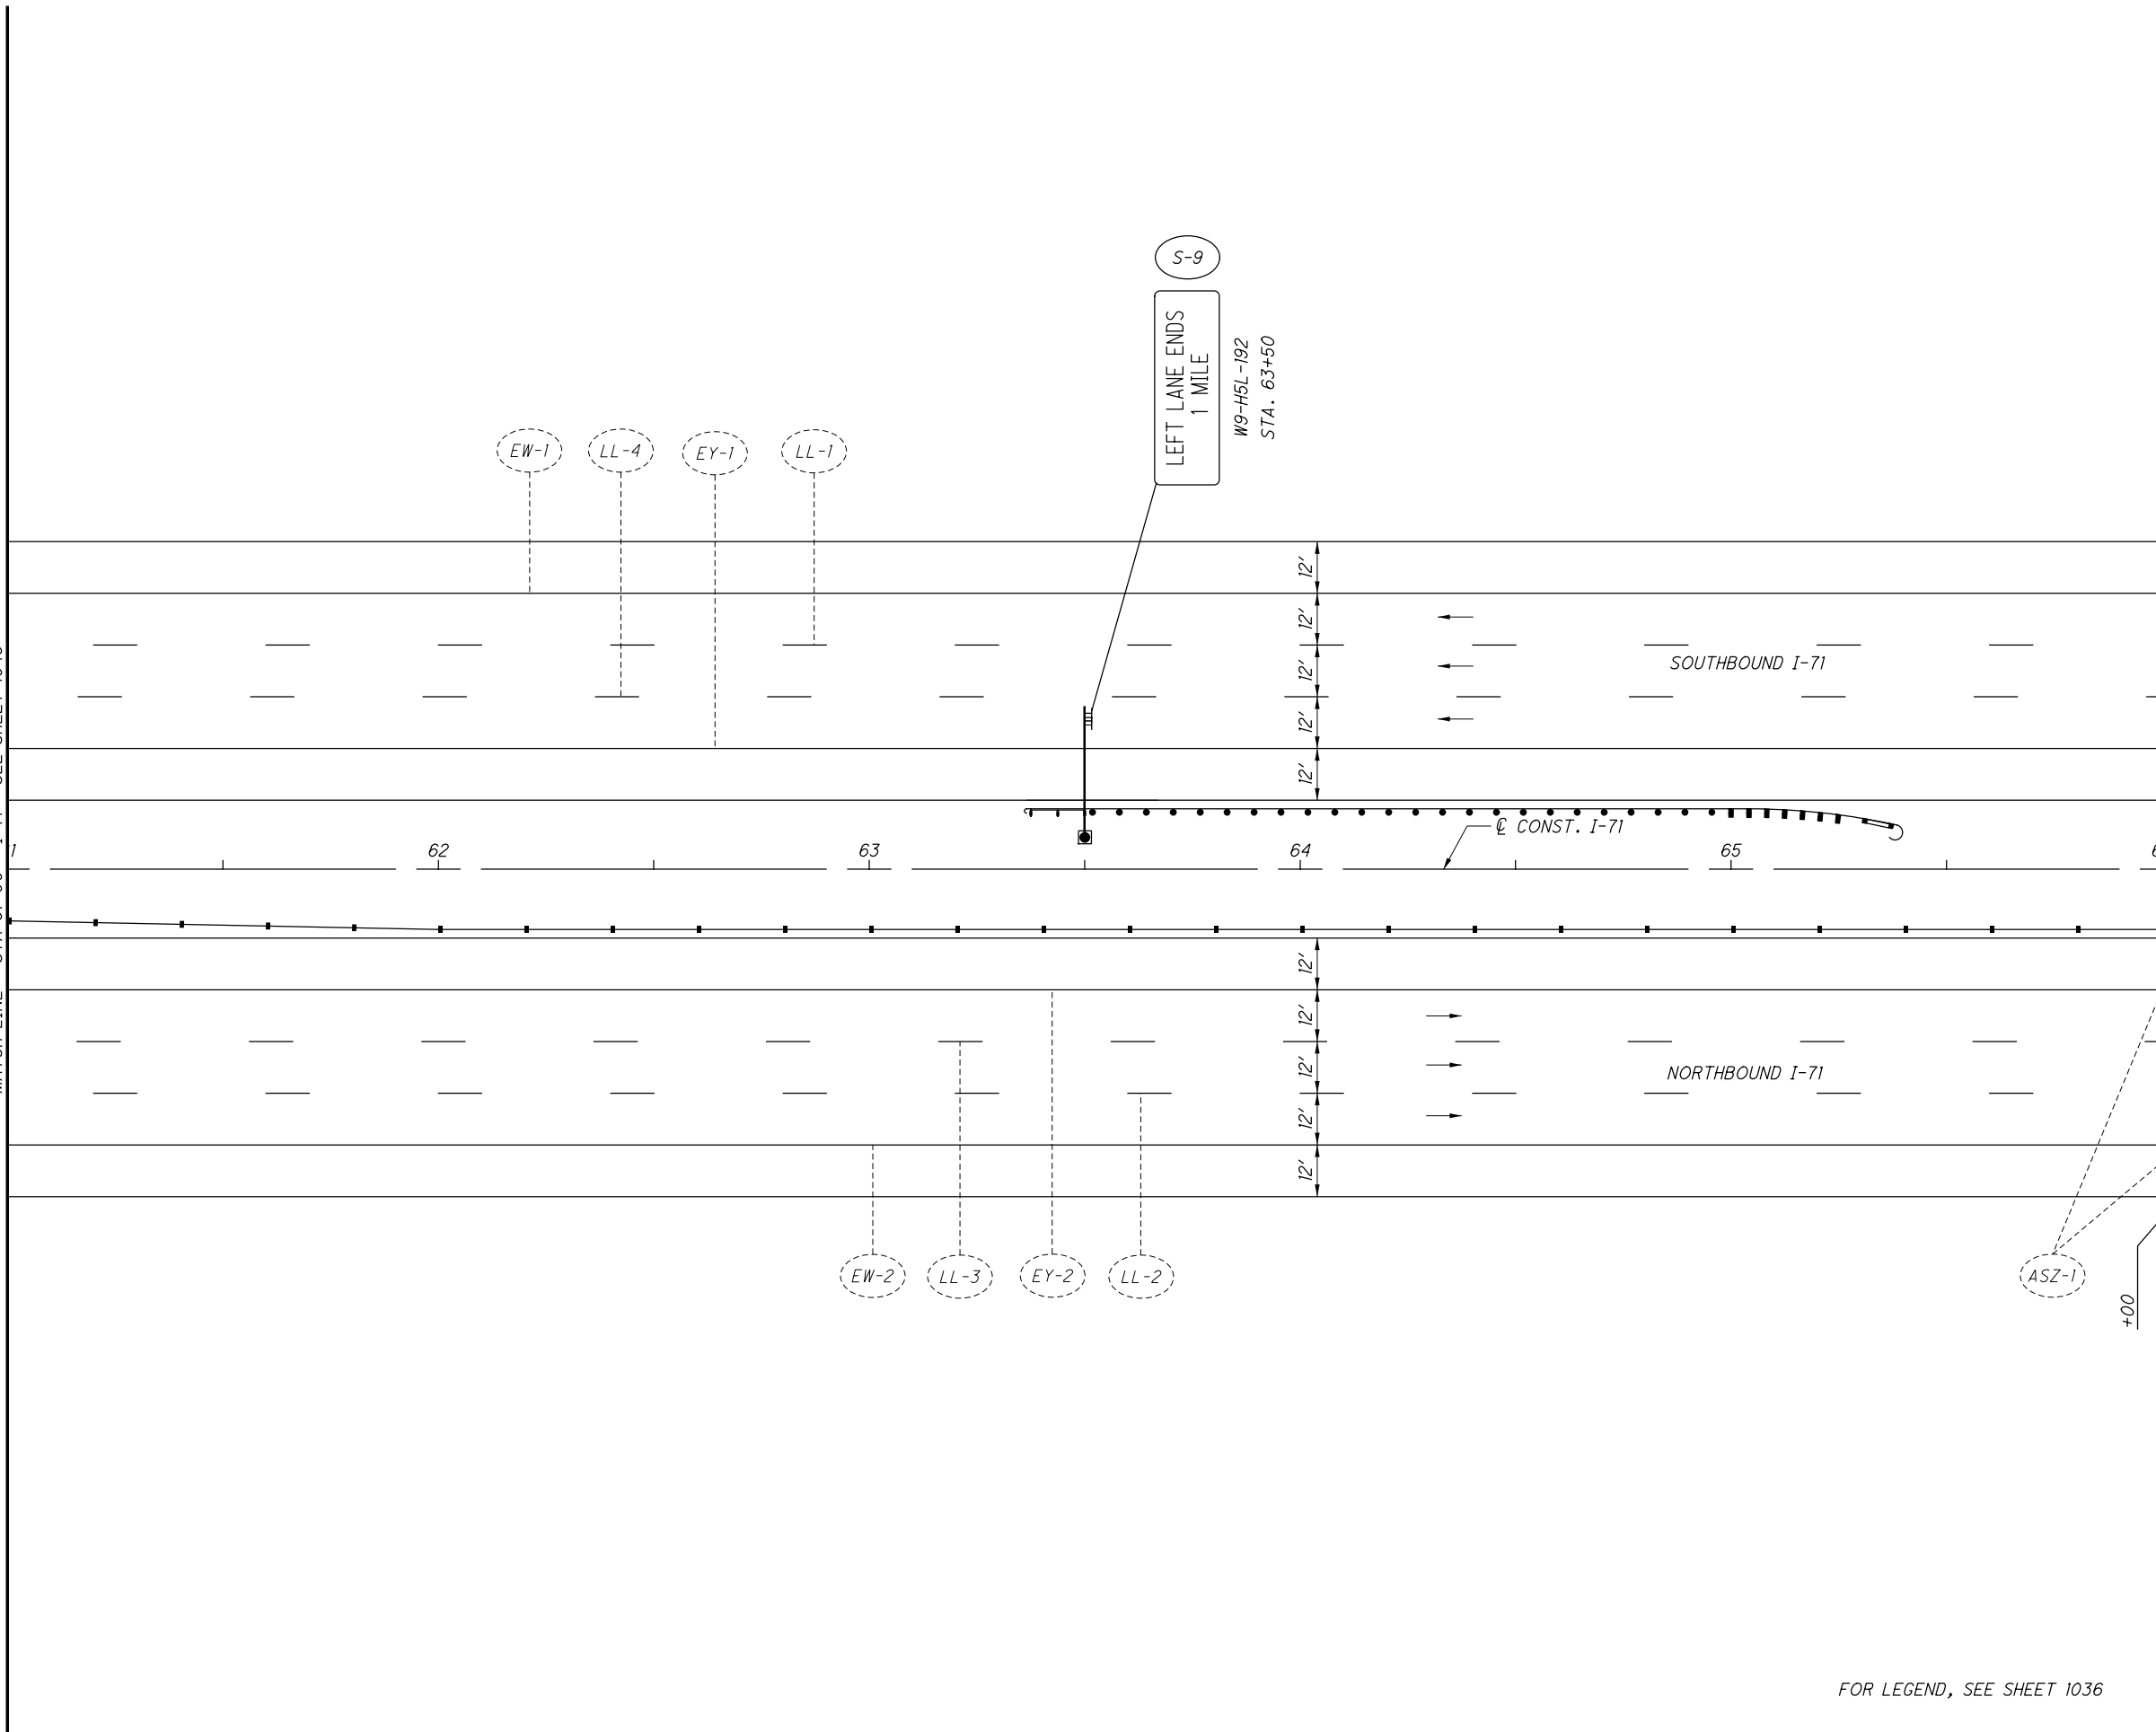 S-9
LEFT LANE ENDS
1 MILE
W9-H5L-192
STA. 63+50
EW-1
LL-4
EY-1
LL-1
12'
12'
12'
12'
12'
SOUTHBOUND I-71
℄ CONST. I-71
62
63
64
65
12'
12'
12'
12'
12'
NORTHBOUND I-71
EW-2
LL-3
EY-2
LL-2
ASZ-1
+00
FOR LEGEND, SEE SHEET 1036